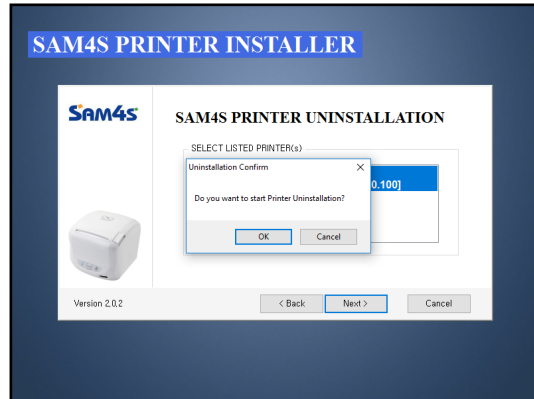 SAM4S PRINTER INSTALLER
Sam4s
SAM4S PRINTER UNINSTALLATION
SELECT LISTED PRINTER(s)
Uninstallation Confirm
0.100]
Do you want to start Printer Uninstallation?
OK Cancel
Version 2,0,2
< Back Next > Cancel